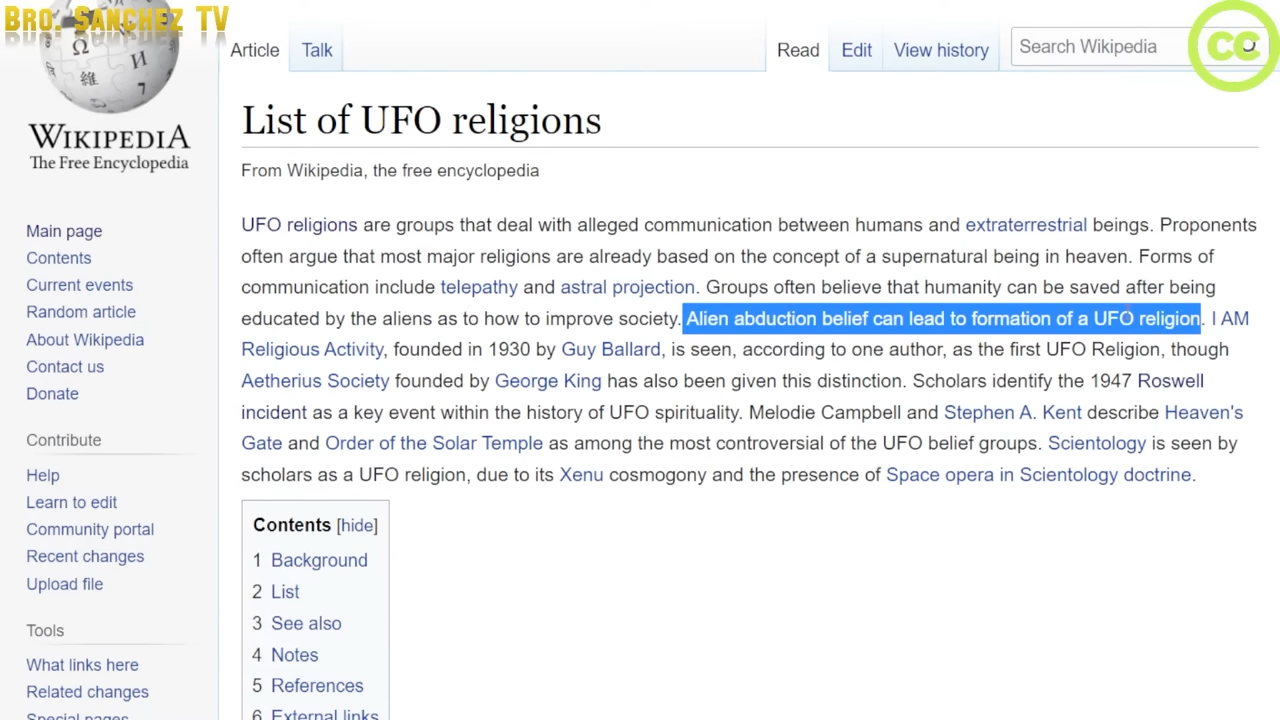 Bro. Sanchez TV
WIKIPEDIA
The Free Encyclopedia
Main page
Contents
Current events
Random article
About Wikipedia
Contact us
Donate
Contribute
Help
Learn to edit
Community portal
Recent changes
Upload file
Tools
What links here
Related changes
Special pages
Article Talk
Read Edit View history
Search Wikipedia
CC
List of UFO religions
From Wikipedia, the free encyclopedia
UFO religions are groups that deal with alleged communication between humans and extraterrestrial beings. Proponents
often argue that most major religions are already based on the concept of a supernatural being in heaven. Forms of
communication include telepathy and astral projection. Groups often believe that humanity can be saved after being
educated by the aliens as to how to improve society. Alien abduction belief can lead to formation of a UFO religion. I AM
Religious Activity, founded in 1930 by Guy Ballard, is seen, according to one author, as the first UFO Religion, though
Aetherius Society founded by George King has also been given this distinction. Scholars identify the 1947 Roswell
incident as a key event within the history of UFO spirituality. Melodie Campbell and Stephen A. Kent describe Heaven's
Gate and Order of the Solar Temple as among the most controversial of the UFO belief groups. Scientology is seen by
scholars as a UFO religion, due to its Xenu cosmogony and the presence of Space opera in Scientology doctrine.
Contents [hide]
1 Background
2 List
3 See also
4 Notes
5 References
6 External links